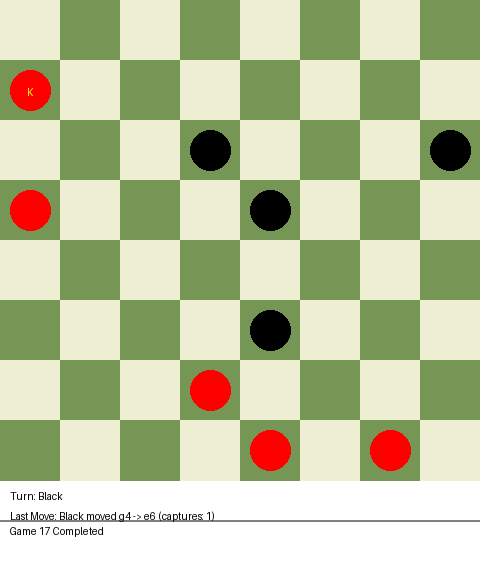 K
Turn: Black
Last Move: Black moved g4 -> e6 (captures: 1)
Game 17 Completed